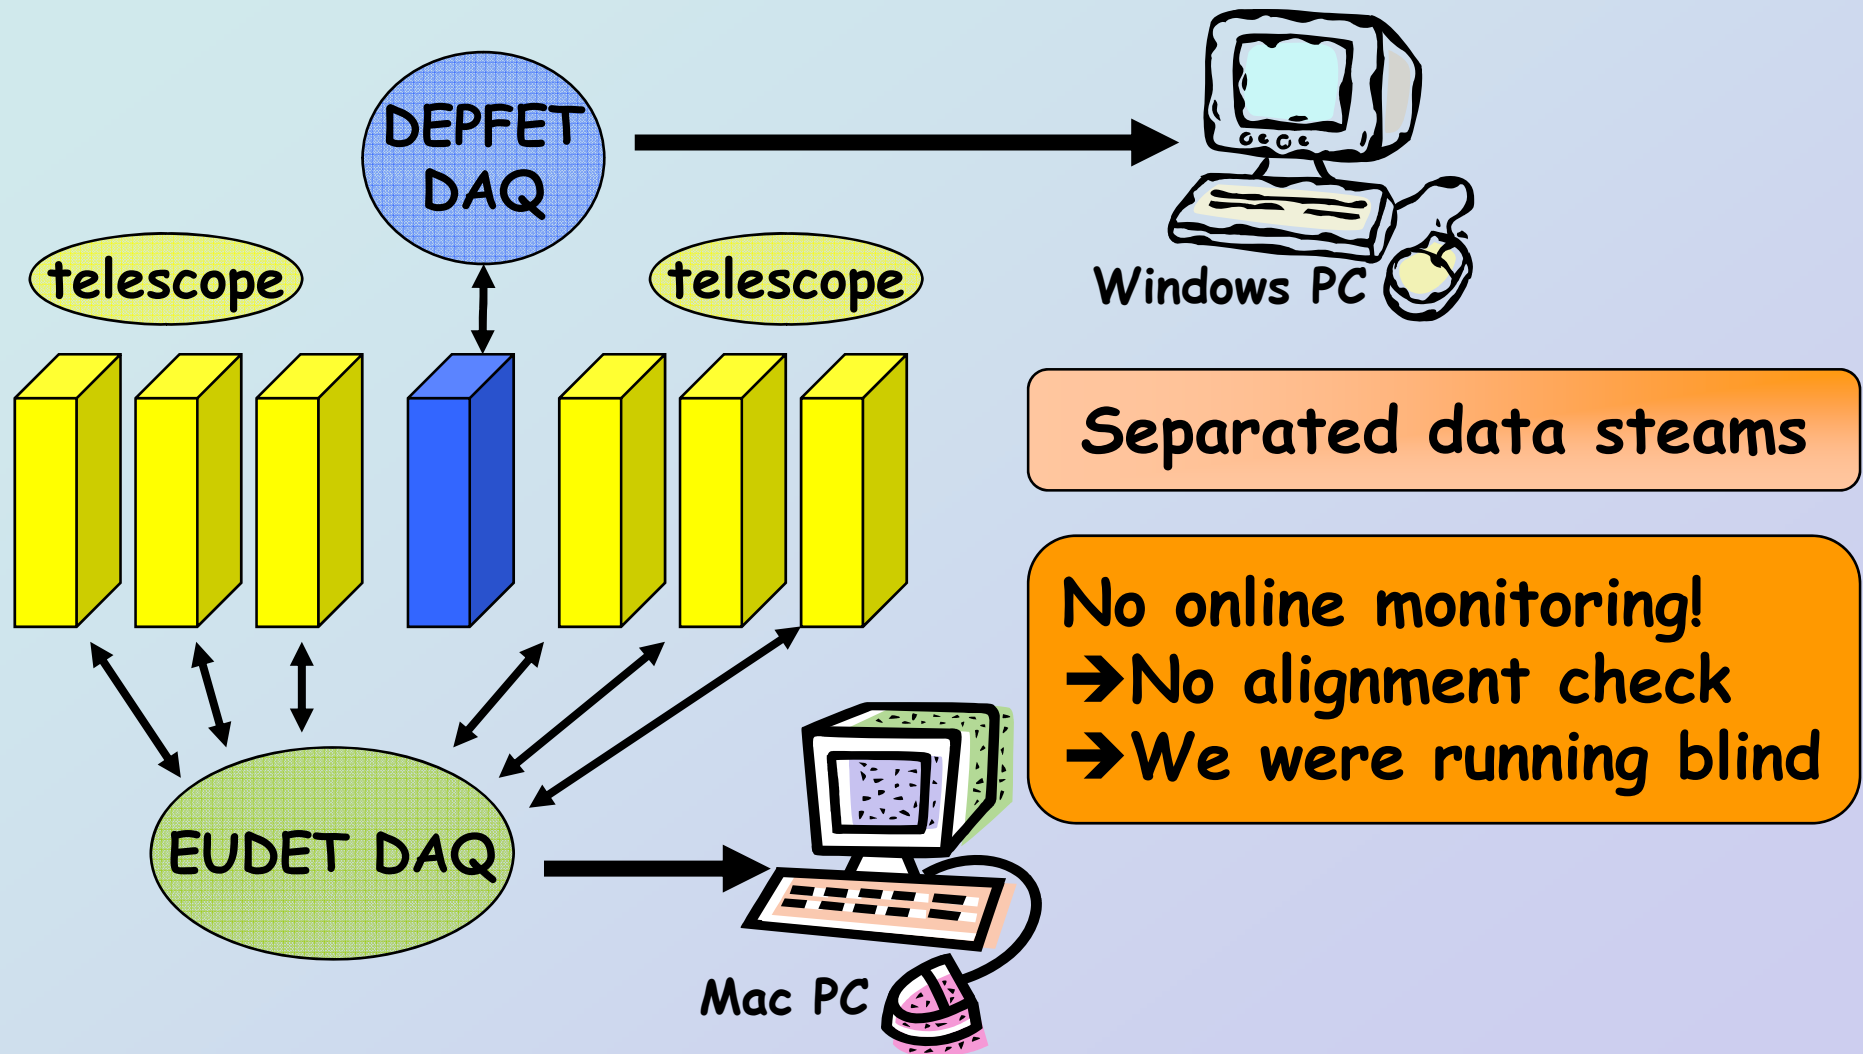 DEPFET
DAQ
telescope
telescope
Windows PC
Separated data steams
No online monitoring!
➔No alignment check
➔We were running blind
EUDET DAQ
Mac PC